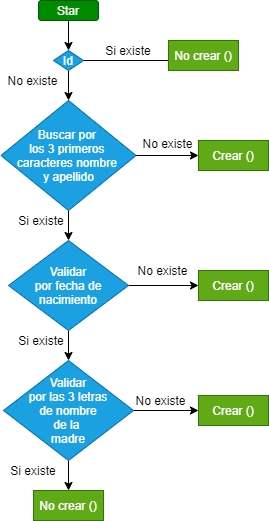 Star
Si existe
Id
No crear ()
No existe
Buscar por
los 3 primeros
caracteres nombre
y apellido
No existe
Crear ()
Si existe
Validar
por fecha de
nacimiento
No existe
Crear ()
Si existe
Validar
por las 3 letras
de nombre
de la
madre
No existe
Crear ()
Si existe
No crear ()